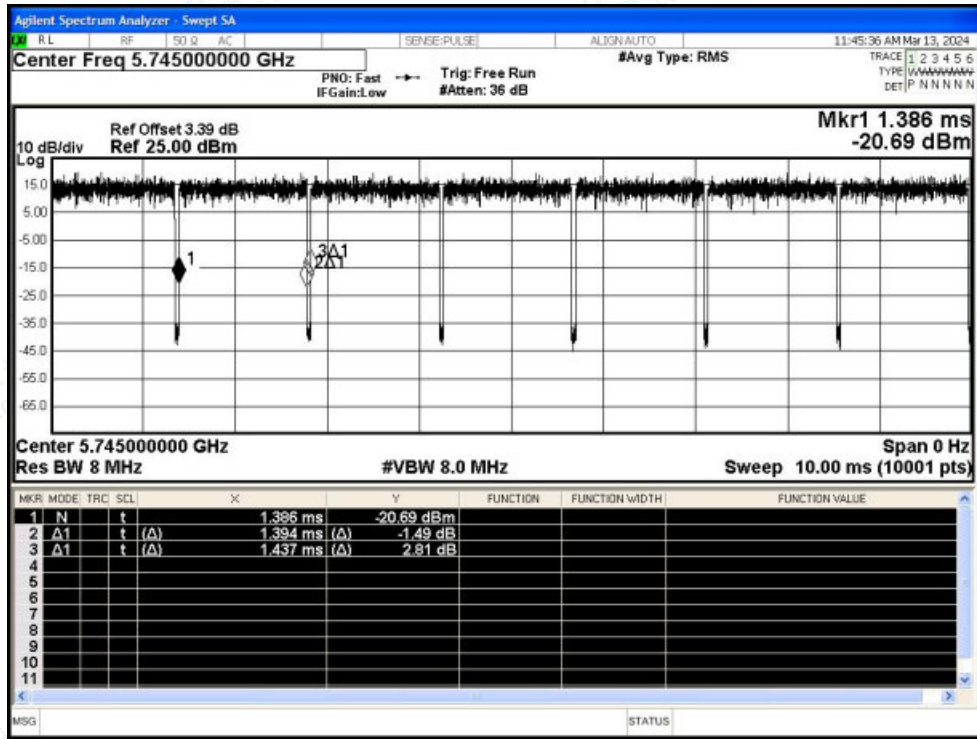 Agilent Spectrum Analyzer - Swept SA
RL RF 50 Ω AC SENSE:PULSE ALIGN AUTO 11:45:36 AM Mar 13, 2024
Center Freq 5.745000000 GHz #Avg Type: RMS TRACE 1 2 3 4 5 6
PNO: Fast Trig: Free Run TYPE
IFGain:Low #Atten: 36 dB DET P N N N N N
Mkr1 1.386 ms
Ref Offset 3.39 dB
10 dB/div Ref 25.00 dBm -20.69 dBm
Log
15.0
5.00
-5.00
1 3Δ1
2Δ1
-15.0
-25.0
-35.0
-45.0
-55.0
-65.0
Center 5.745000000 GHz Span 0 Hz
Res BW 8 MHz #VBW 8.0 MHz Sweep 10.00 ms (10001 pts)
MKR MODE TRC SCL X Y FUNCTION FUNCTION WIDTH FUNCTION VALUE
1 N t 1.386 ms -20.69 dBm
2 Δ1 t (Δ) 1.394 ms (Δ) -1.49 dB
3 Δ1 t (Δ) 1.437 ms (Δ) 2.81 dB
4
5
6
7
8
9
10
11
MSG STATUS